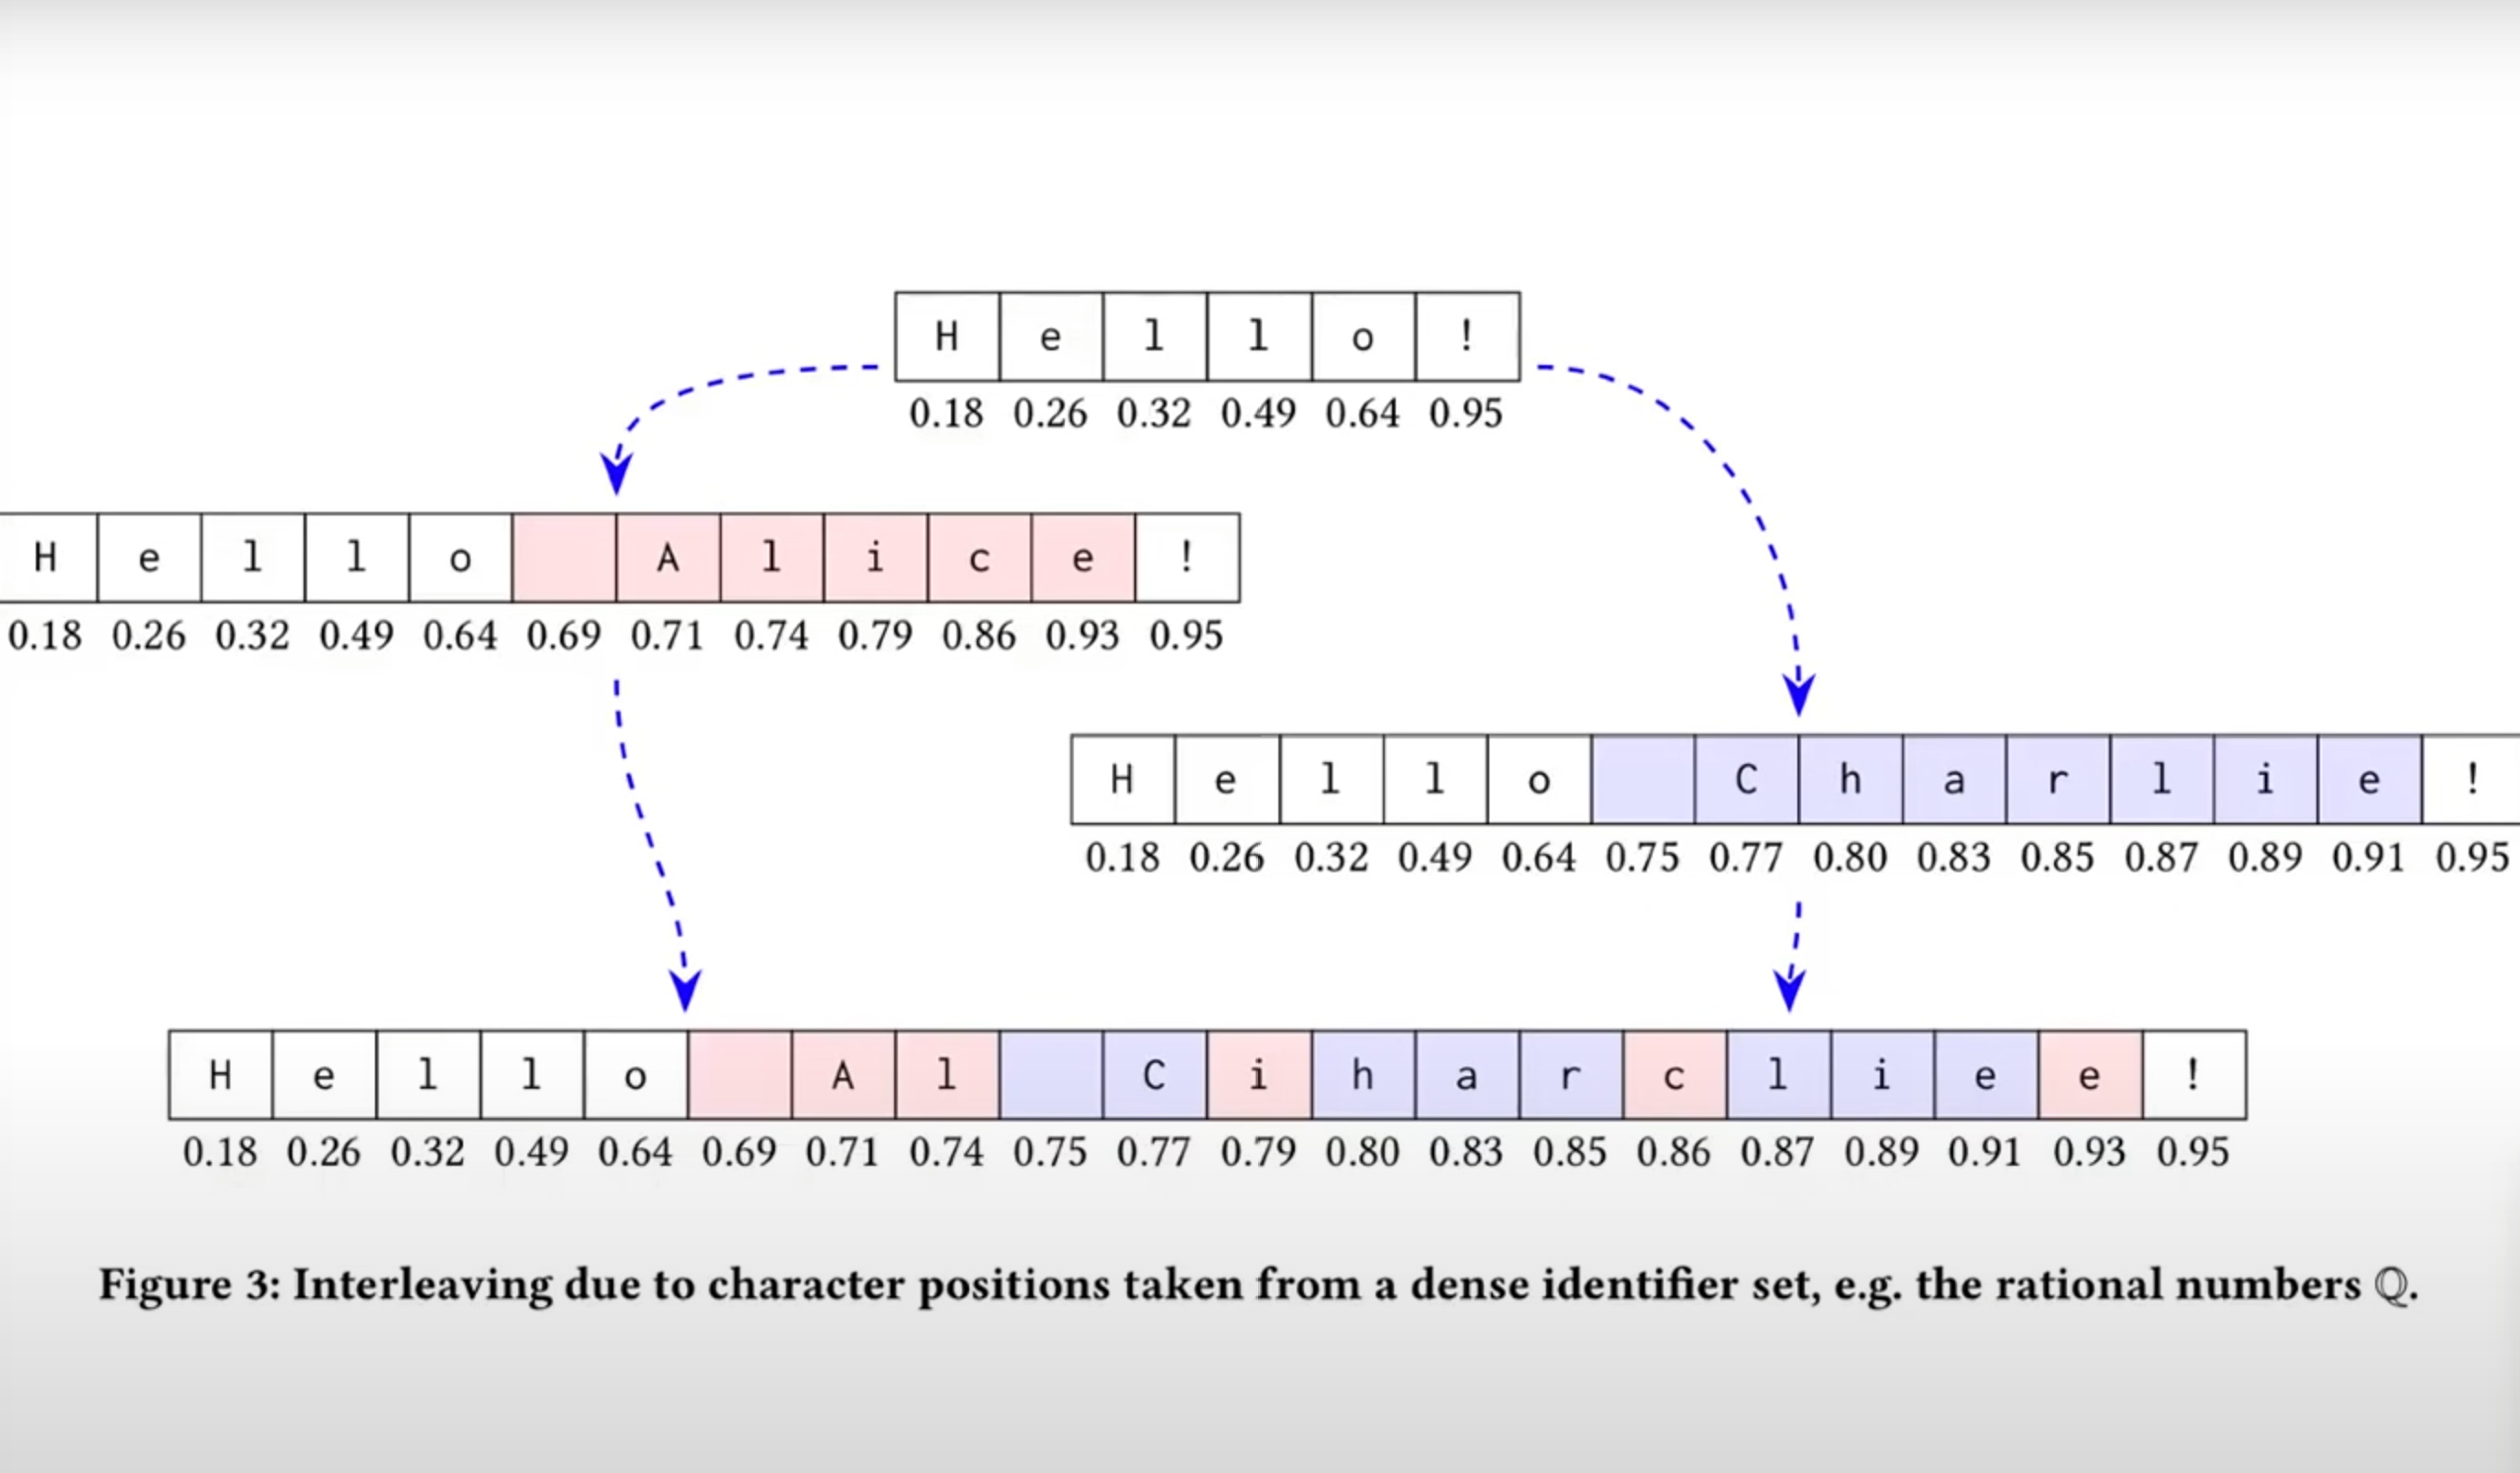 H e l l o !
0.18 0.26 0.32 0.49 0.64 0.95
H e l l o A l i c e !
0.18 0.26 0.32 0.49 0.64 0.69 0.71 0.74 0.79 0.86 0.93 0.95
H e l l o C h a r l i e !
0.18 0.26 0.32 0.49 0.64 0.75 0.77 0.80 0.83 0.85 0.87 0.89 0.91 0.95
H e l l o A l C i h a r c l i e e !
0.18 0.26 0.32 0.49 0.64 0.69 0.71 0.74 0.75 0.77 0.79 0.80 0.83 0.85 0.86 0.87 0.89 0.91 0.93 0.95
Figure 3: Interleaving due to character positions taken from a dense identifier set, e.g. the rational numbers ℚ.